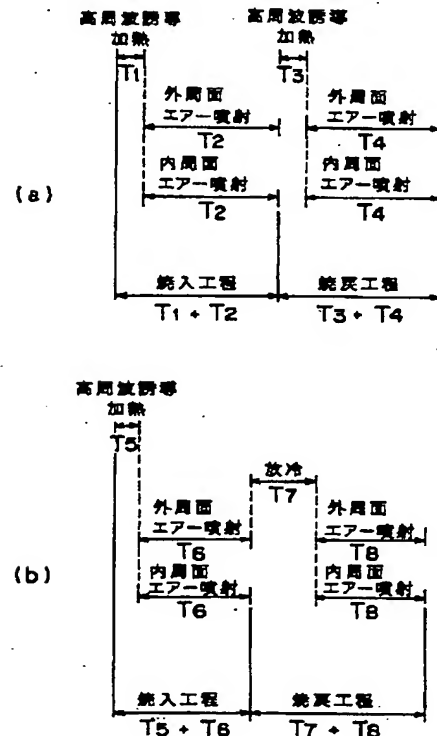 高周波誘導 高周波誘導
加熱 加熱
T1 T3
外周面 外周面
エアー噴射 エアー噴射
T2 T4
内周面 内周面
エアー噴射 エアー噴射
T2 T4
(a)
焼入工程 焼戻工程
T1 + T2 T3 + T4
高周波誘導
加熱
T5
放冷
T7
外周面 外周面
エアー噴射 エアー噴射
T6 T8
内周面 内周面
エアー噴射 エアー噴射
T6 T8
(b)
焼入工程 焼戻工程
T5 + T6 T7 + T8